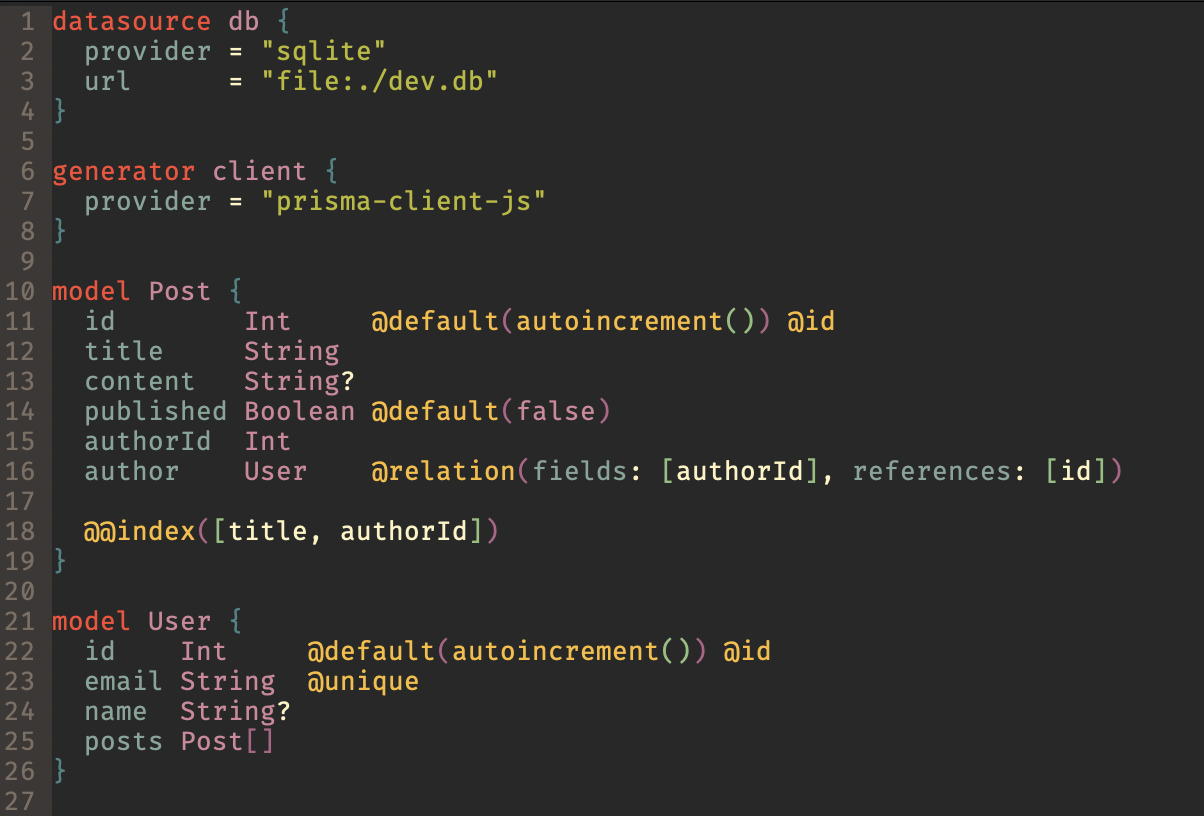 1 datasource db {
2   provider = "sqlite"
3   url      = "file:./dev.db"
4 }
5
6 generator client {
7   provider = "prisma-client-js"
8 }
9
10 model Post {
11   id        Int     @default(autoincrement()) @id
12   title     String
13   content   String?
14   published Boolean @default(false)
15   authorId  Int
16   author    User    @relation(fields: [authorId], references: [id])
17
18   @@index([title, authorId])
19 }
20
21 model User {
22   id    Int     @default(autoincrement()) @id
23   email String  @unique
24   name  String?
25   posts Post[]
26 }
27